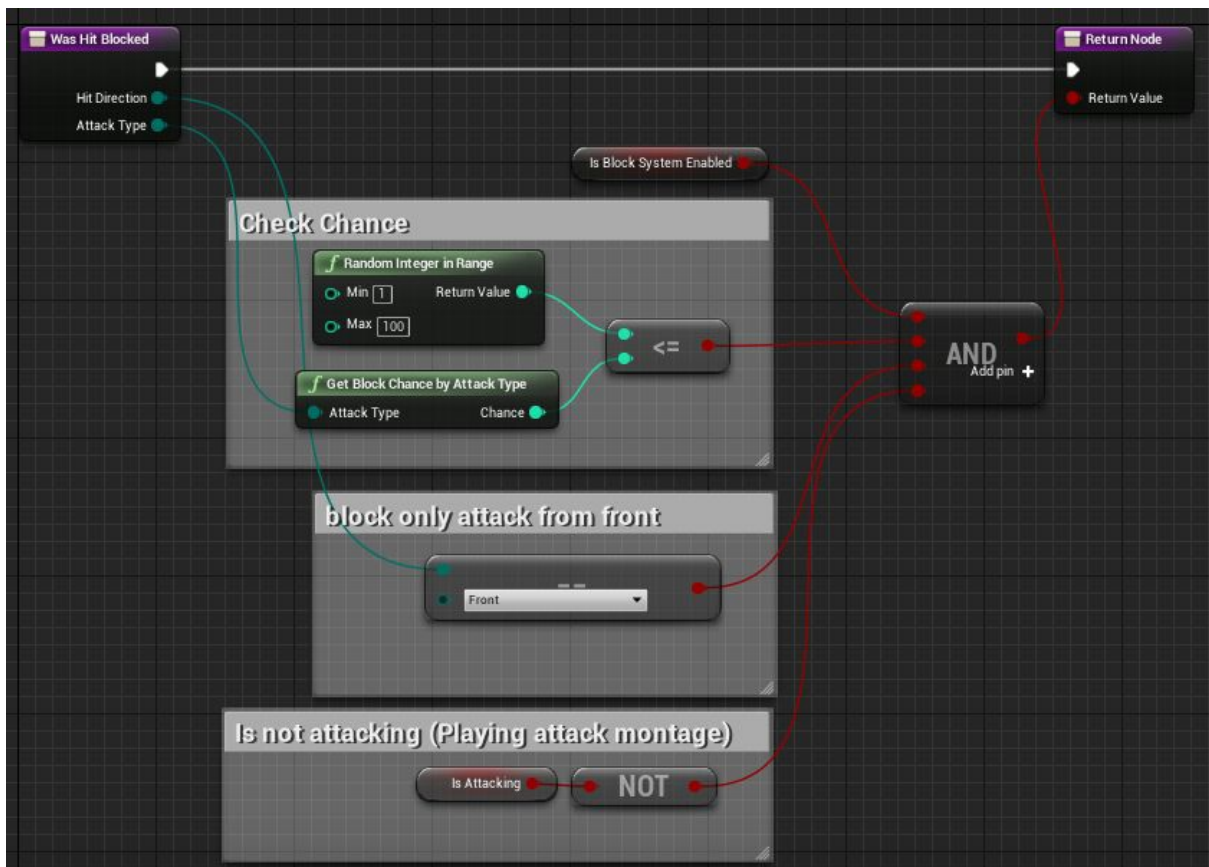 Was Hit Blocked
Hit Direction
Attack Type
Return Node
Return Value
Is Block System Enabled
Check Chance
f Random Integer in Range
Min 1 Return Value
Max 100
<=
f Get Block Chance by Attack Type
Attack Type Chance
AND
Add pin +
block only attack from front
==
Front
Is not attacking (Playing attack montage)
Is Attacking
NOT